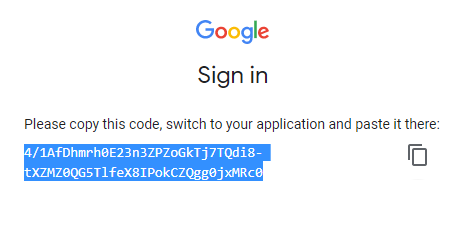 Google
Sign in
Please copy this code, switch to your application and paste it there:
4/1AfDhmrh0E23n3ZPZoGkTj7TQdi8-
tXZMZ0QG5TlfeX8IPokCZQgg0jxMRc0